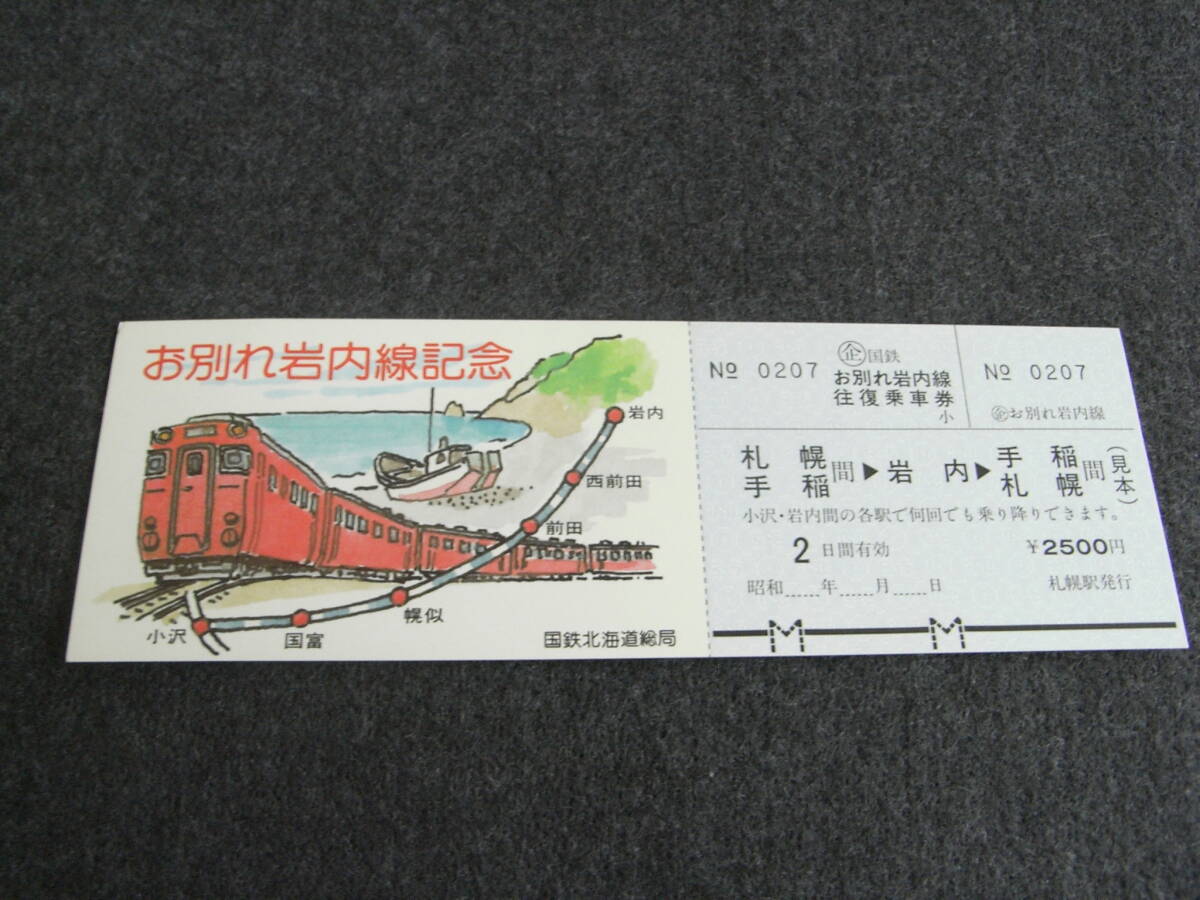 お別れ岩内線記念
岩内
西前田
前田
幌似
国富
小沢
国鉄北海道総局
№ 0207
㊭国鉄
お別れ岩内線
往復乗車券
小
№ 0207
㊭お別れ岩内線
札幌
手稲
間▶岩内▶
手稲
札幌
間
(見本)
小沢・岩内間の各駅で何回でも乗り降りできます。
2日間有効 ¥2500円
昭和......年......月......日 札幌駅発行